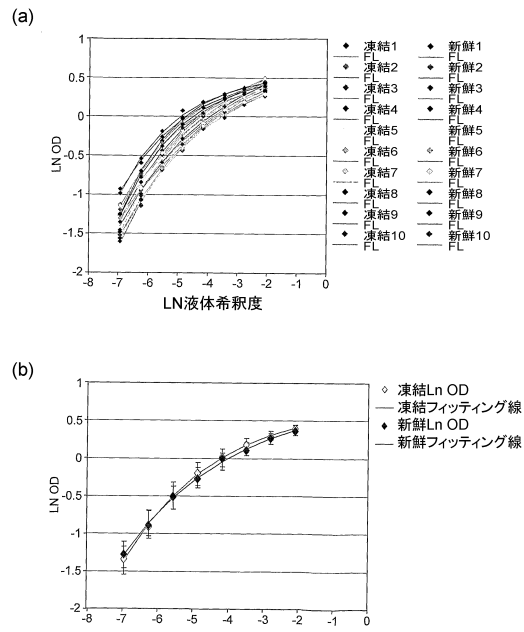 (a)
1
0.5
0
-0.5
-1
-1.5
-2
LN OD
-8 -7 -6 -5 -4 -3 -2 -1 0
LN液体希釈度
凍結1 新鮮1
FL FL
凍結2 新鮮2
FL FL
凍結3 新鮮3
FL FL
凍結4 新鮮4
FL FL
凍結5 新鮮5
FL FL
凍結6 新鮮6
FL FL
凍結7 新鮮7
FL FL
凍結8 新鮮8
FL FL
凍結9 新鮮9
FL FL
凍結10 新鮮10
FL FL
(b)
1
0.5
0
-0.5
-1
-1.5
-2
LN OD
-8 -7 -6 -5 -4 -3 -2 -1 0
凍結Ln OD
凍結フィッティング線
新鮮Ln OD
新鮮フィッティング線